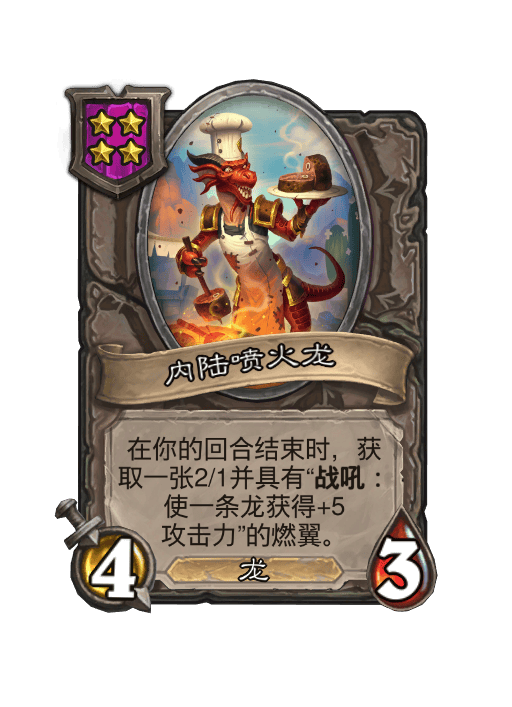 内陆喷火龙
在你的回合结束时，获
取一张2/1并具有“战吼：
使一条龙获得+5
攻击力”的燃翼。
4
龙
3